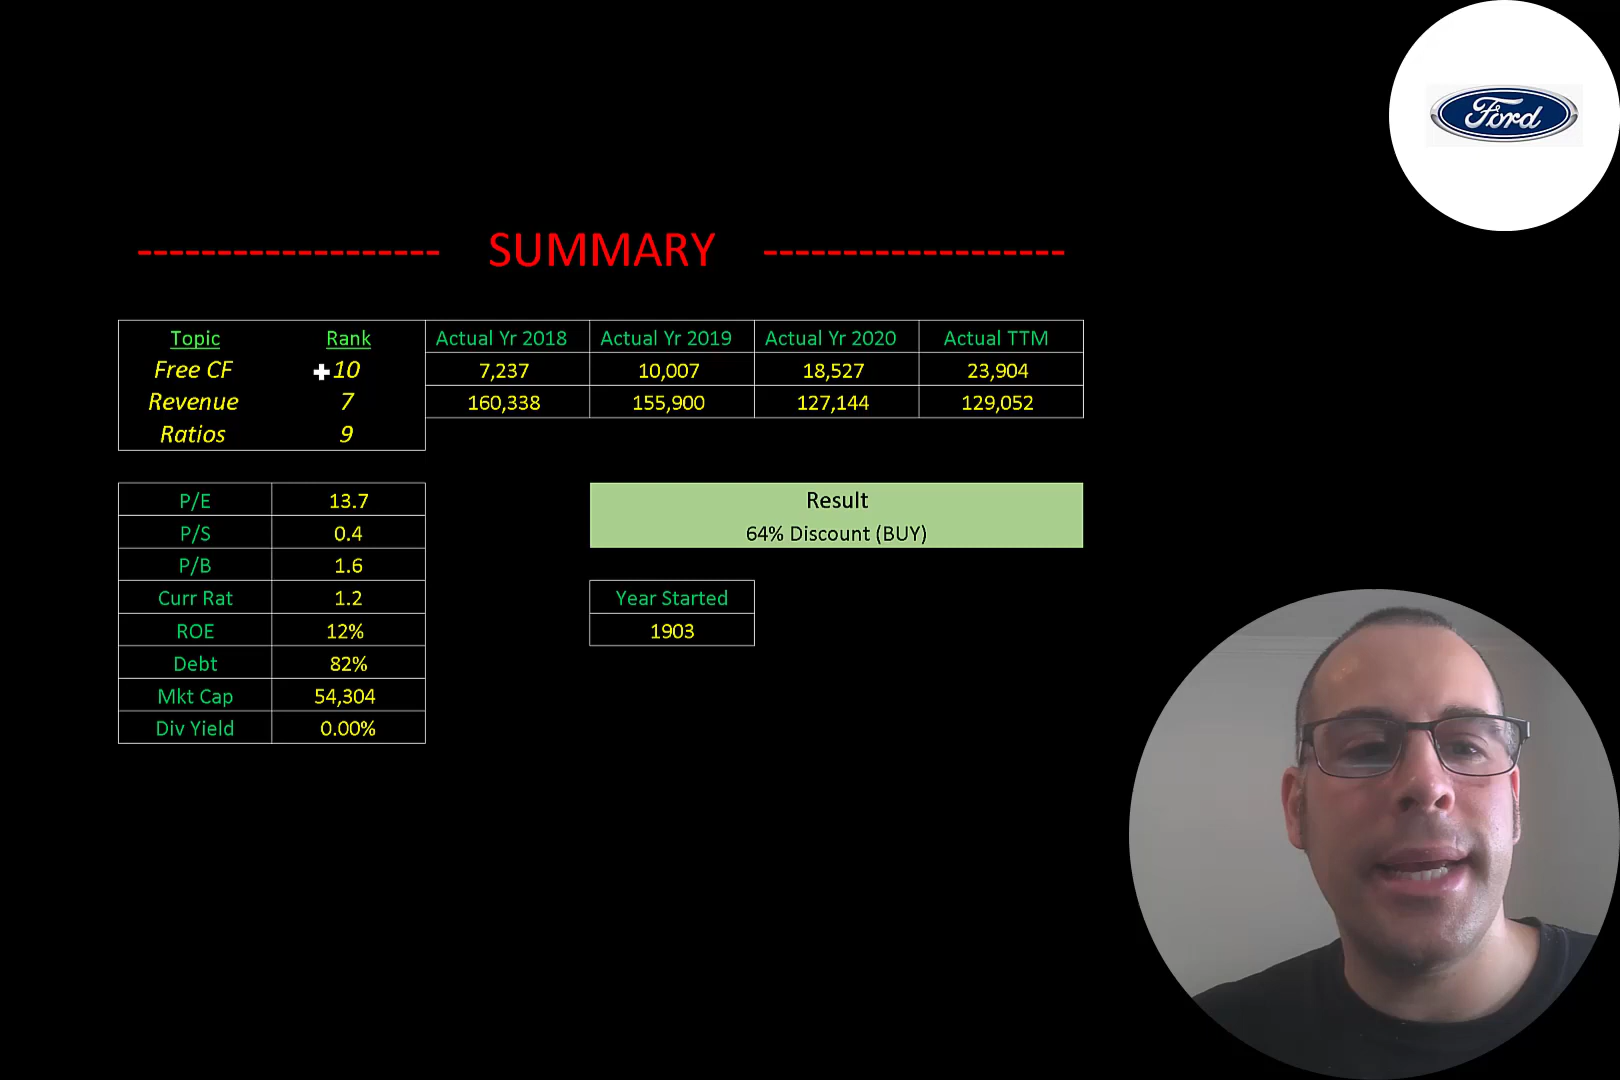 Ford
------------------- SUMMARY -------------------
Topic Rank Actual Yr 2018 Actual Yr 2019 Actual Yr 2020 Actual TTM
Free CF 10 7,237 10,007 18,527 23,904
Revenue 7 160,338 155,900 127,144 129,052
Ratios 9
P/E 13.7
P/S 0.4
P/B 1.6
Curr Rat 1.2
ROE 12%
Debt 82%
Mkt Cap 54,304
Div Yield 0.00%
Result
64% Discount (BUY)
Year Started
1903